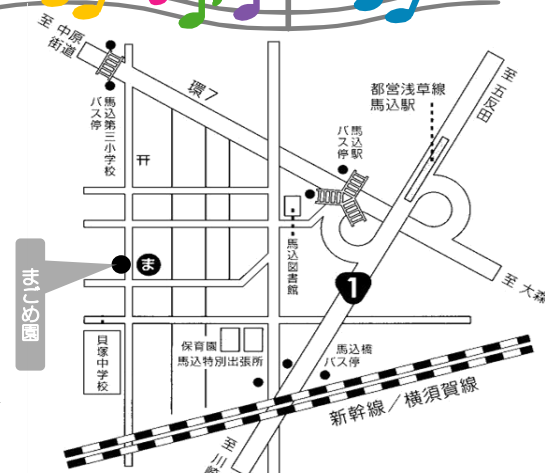 至 中原
街道
馬込第三小学校
バス停
環7
馬込駅
バス停
都営浅草線
馬込駅
至 五反田
馬込図書館
至 大森
まごめ園
ま
1
貝塚中学校
保育園
馬込特別出張所
馬込橋
バス停
新幹線／横須賀線
至 川崎